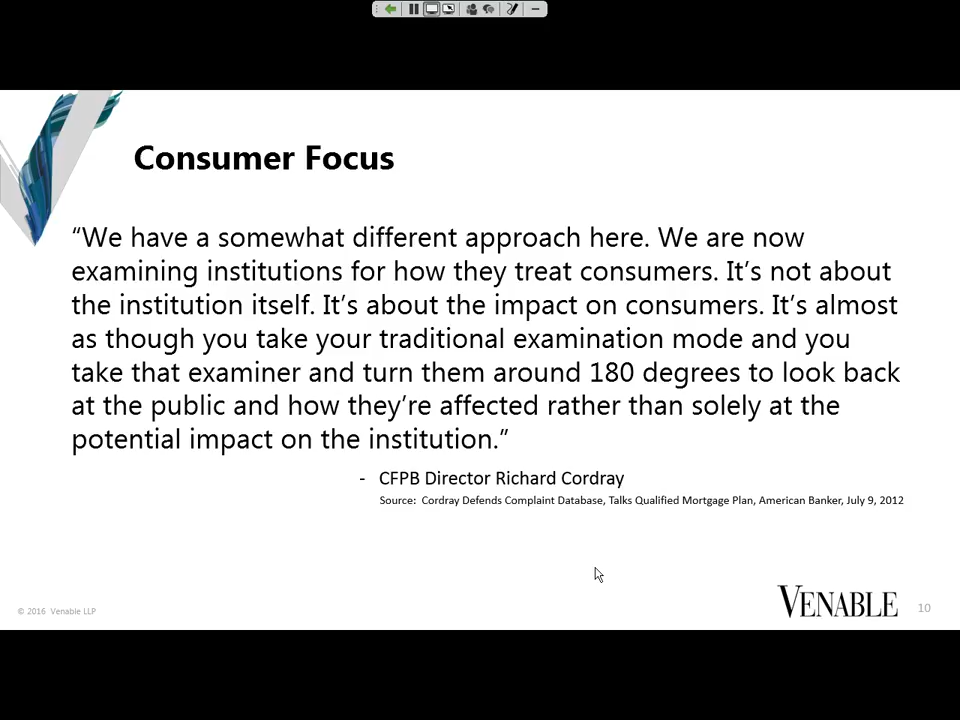 Consumer Focus
“We have a somewhat different approach here. We are now
examining institutions for how they treat consumers. It’s not about
the institution itself. It’s about the impact on consumers. It’s almost
as though you take your traditional examination mode and you
take that examiner and turn them around 180 degrees to look back
at the public and how they’re affected rather than solely at the
potential impact on the institution.”
- CFPB Director Richard Cordray
Source: Cordray Defends Complaint Database, Talks Qualified Mortgage Plan, American Banker, July 9, 2012
© 2016 Venable LLP
VENABLE
10